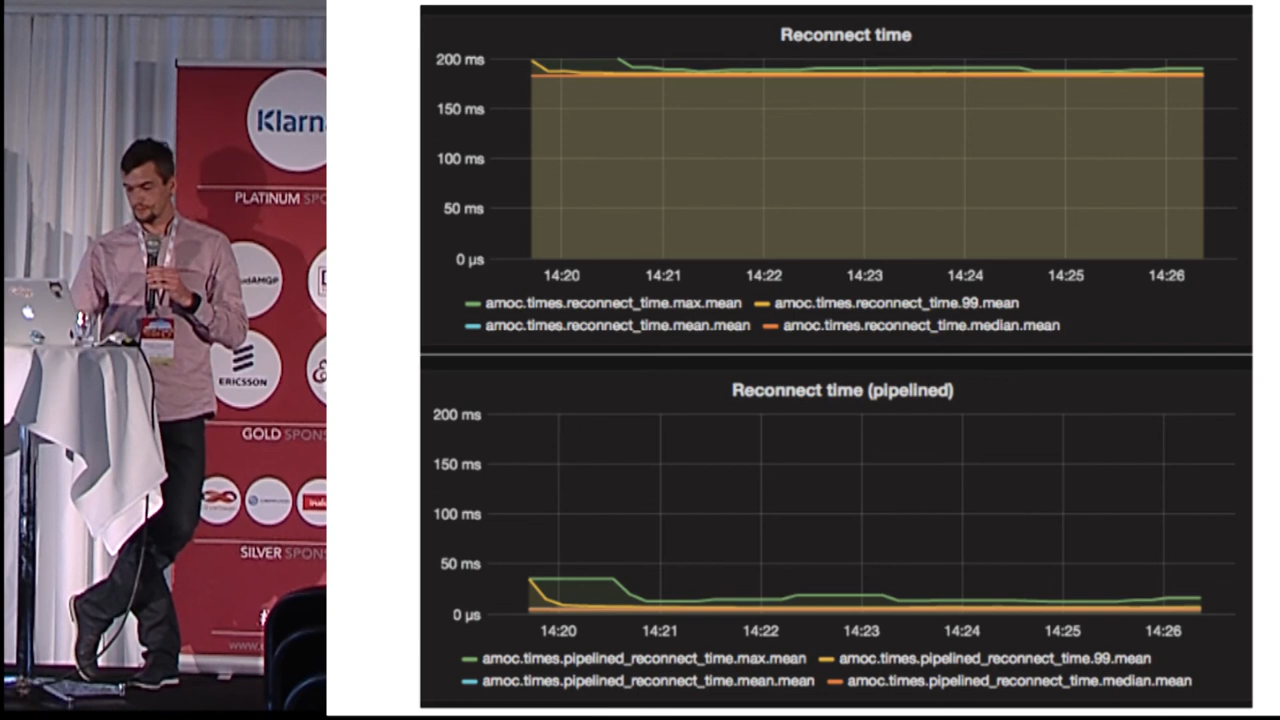 Klarn
PLATINUM SPO
ERICSSON
GOLD SPONS
SILVER SPONS
Reconnect time
200 ms
150 ms
100 ms
50 ms
0 µs
14:20 14:21 14:22 14:23 14:24 14:25 14:26
amoc.times.reconnect_time.max.mean amoc.times.reconnect_time.99.mean
amoc.times.reconnect_time.mean.mean amoc.times.reconnect_time.median.mean
Reconnect time (pipelined)
200 ms
150 ms
100 ms
50 ms
0 µs
14:20 14:21 14:22 14:23 14:24 14:25 14:26
amoc.times.pipelined_reconnect_time.max.mean amoc.times.pipelined_reconnect_time.99.mean
amoc.times.pipelined_reconnect_time.mean.mean amoc.times.pipelined_reconnect_time.median.mean